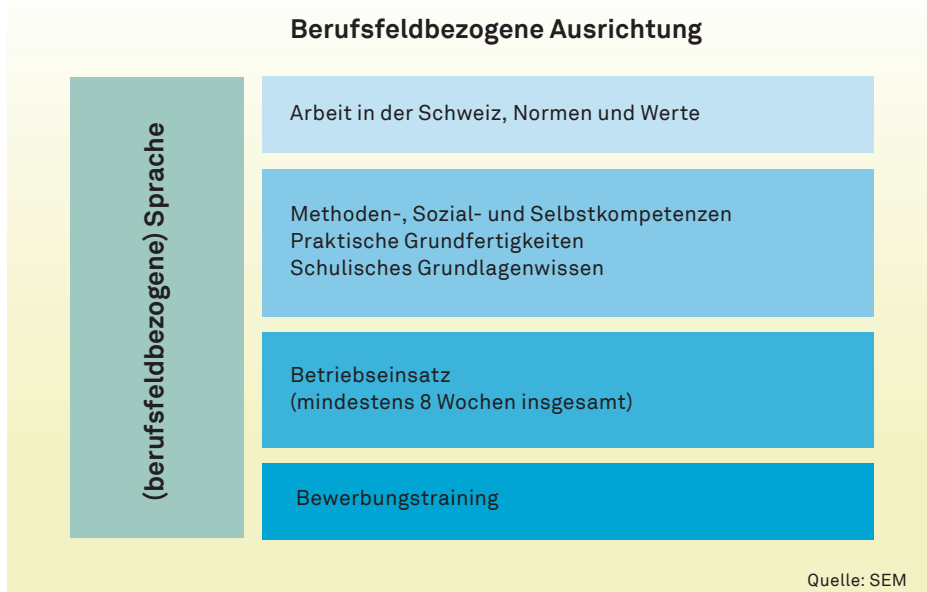 Berufsfeldbezogene Ausrichtung
(berufsfeldbezogene) Sprache
Arbeit in der Schweiz, Normen und Werte
Methoden-, Sozial- und Selbstkompetenzen
Praktische Grundfertigkeiten
Schulisches Grundlagenwissen
Betriebseinsatz
(mindestens 8 Wochen insgesamt)
Bewerbungstraining
Quelle: SEM